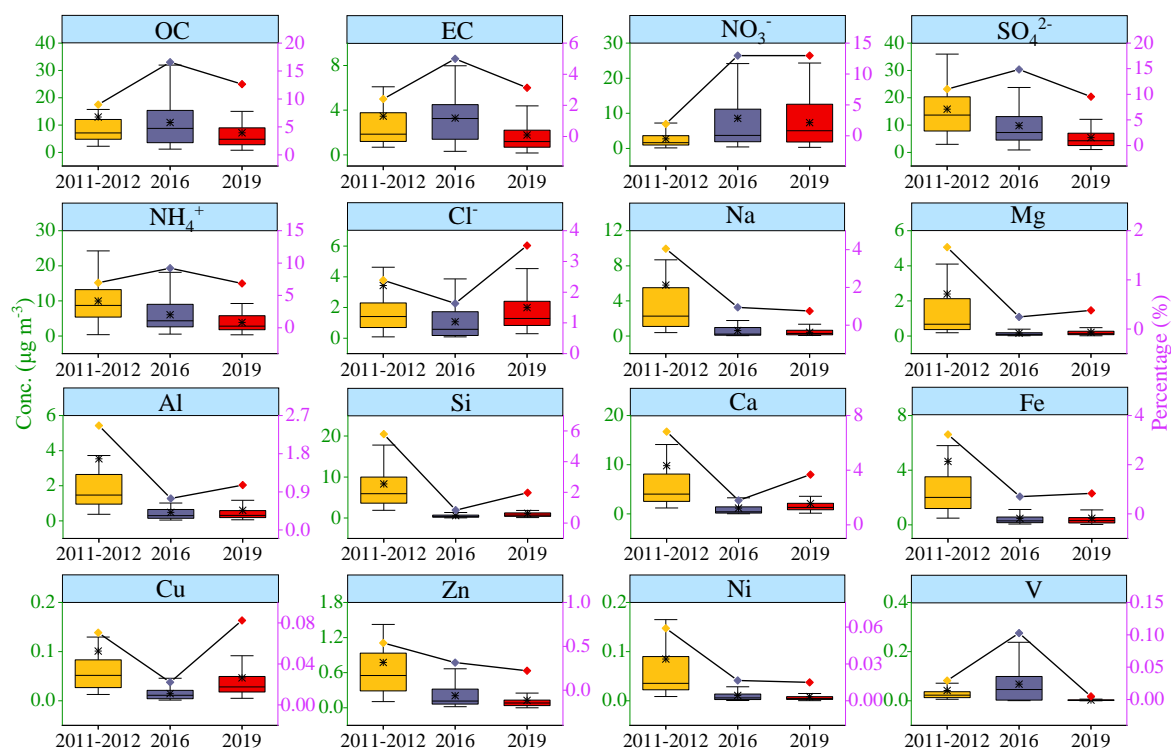 OC EC NO₃⁻ SO₄²⁻
40 20 8 6 30 15 40 20
30 15 4 20 10 30 15
20 10 4 2 10 5 20 10
10 5 0 0 0 10 5
0 0 0 0 0
2011-2012 2016 2019 2011-2012 2016 2019 2011-2012 2016 2019 2011-2012 2016 2019
NH₄⁺ Cl⁻ Na Mg
30 15 6 4 12 4 6 2
20 10 4 3 8 2 4 1
10 5 2 2 4 0 2 0
0 0 0 1 0 0
0
2011-2012 2016 2019 2011-2012 2016 2019 2011-2012 2016 2019 2011-2012 2016 2019
Conc. (μg m⁻³)
Percentage (%)
Al Si Ca Fe
6 2.7 20 6 20 8 8 4
4 1.8 10 4 10 4 4 2
2 0.9 0 2 0 0 0 0
0 0.0 0
2011-2012 2016 2019 2011-2012 2016 2019 2011-2012 2016 2019 2011-2012 2016 2019
Cu Zn Ni V
0.2 0.08 1.8 1.0 0.2 0.06 0.4 0.15
0.1 0.04 1.2 0.5 0.1 0.03 0.2 0.10
0.0 0.00 0.6 0.0 0.0 0.00 0.0 0.05
0.0 0.00
2011-2012 2016 2019 2011-2012 2016 2019 2011-2012 2016 2019 2011-2012 2016 2019